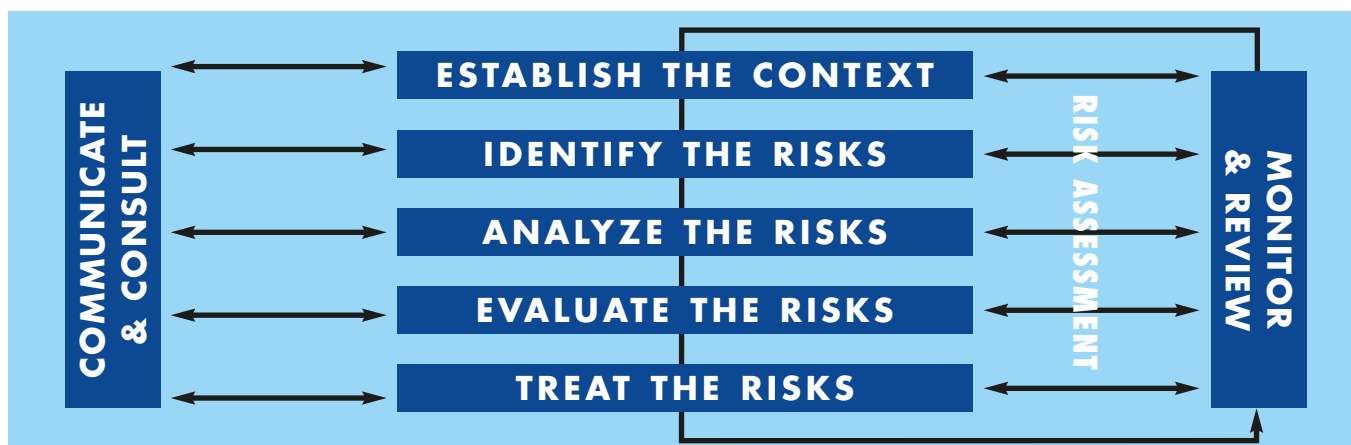 COMMUNICATE
& CONSULT
ESTABLISH THE CONTEXT
IDENTIFY THE RISKS
ANALYZE THE RISKS
EVALUATE THE RISKS
TREAT THE RISKS
RISK ASSESSMENT
MONITOR
& REVIEW